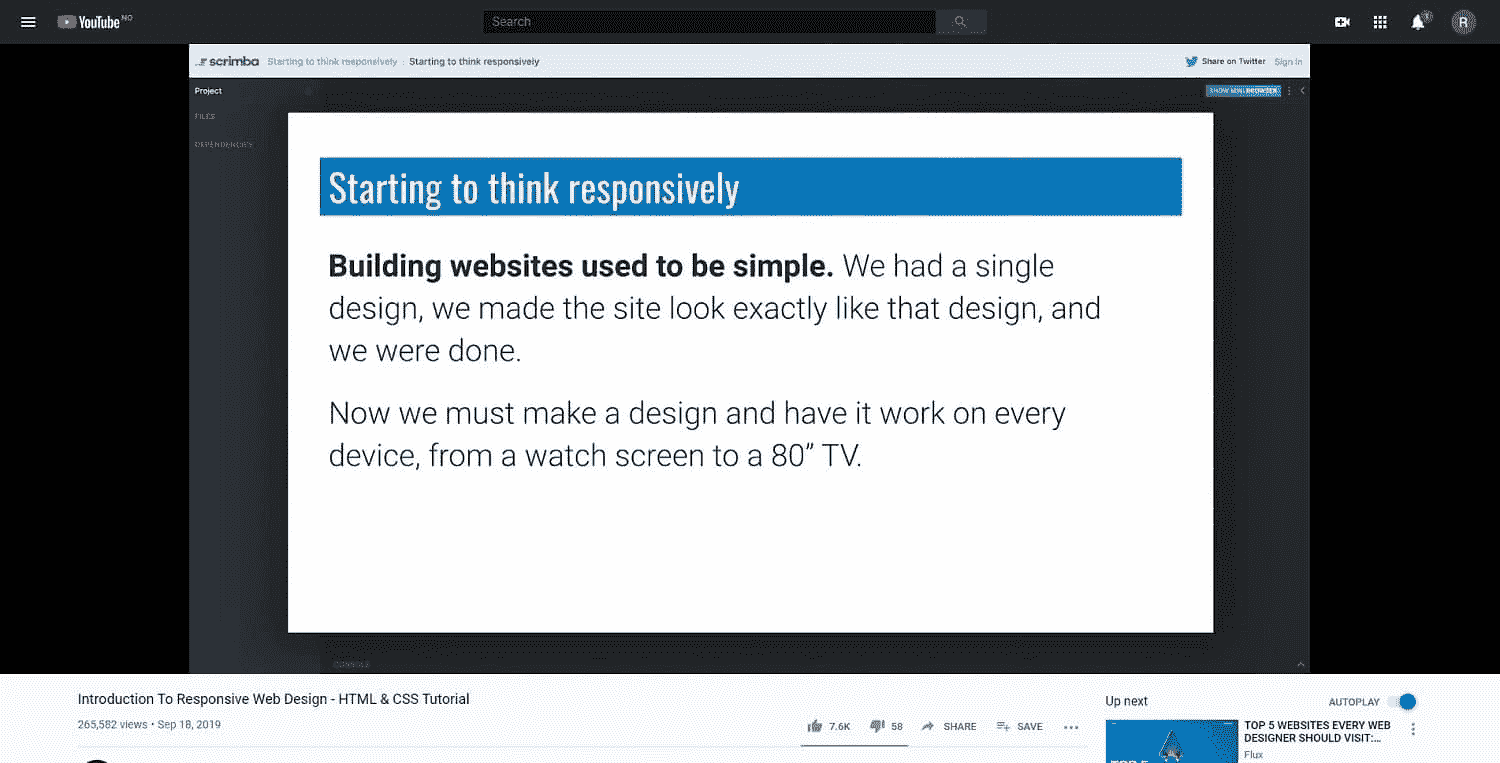 YouTube NO
Search
R
scrimba Starting to think responsively Starting to think responsively
Share on Twitter Sign In
Project
SHOW MINI BROWSER
FILES
DEPENDENCIES
Starting to think responsively
Building websites used to be simple. We had a single
design, we made the site look exactly like that design, and
we were done.
Now we must make a design and have it work on every
device, from a watch screen to a 80” TV.
CONSOLE
Introduction To Responsive Web Design - HTML & CSS Tutorial
265,582 views • Sep 18, 2019
7.6K 58 SHARE SAVE
Up next
AUTOPLAY
TOP 5 WEBSITES EVERY WEB
DESIGNER SHOULD VISIT:...
Flux
TOP 5